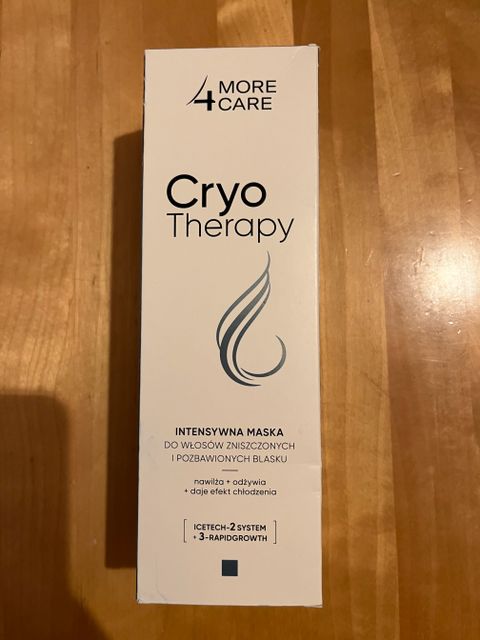 4 MORE
CARE
Cryo
Therapy
INTENSYWNA MASKA
DO WŁOSÓW ZNISZCZONYCH
I POZBAWIONYCH BLASKU
nawilża + odżywia
+ daje efekt chłodzenia
ICETECH-2 SYSTEM
+ 3-RAPIDGROWTH